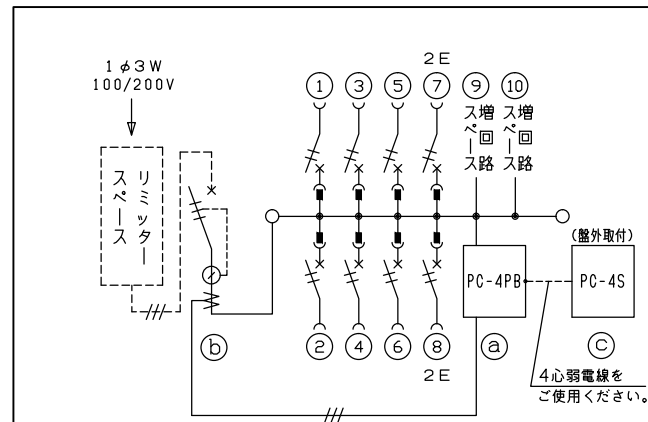 1φ3W
100/200V
リミッター
スペース
2E
① ③ ⑤ ⑦ ⑨ ⑩
増回路
スペース
増回路
スペース
(盤外取付)
PC-4PB
PC-4S
ⓑ ② ④ ⑥ ⑧ ⓐ ⓒ
2E
4心弱電線を
ご使用ください。